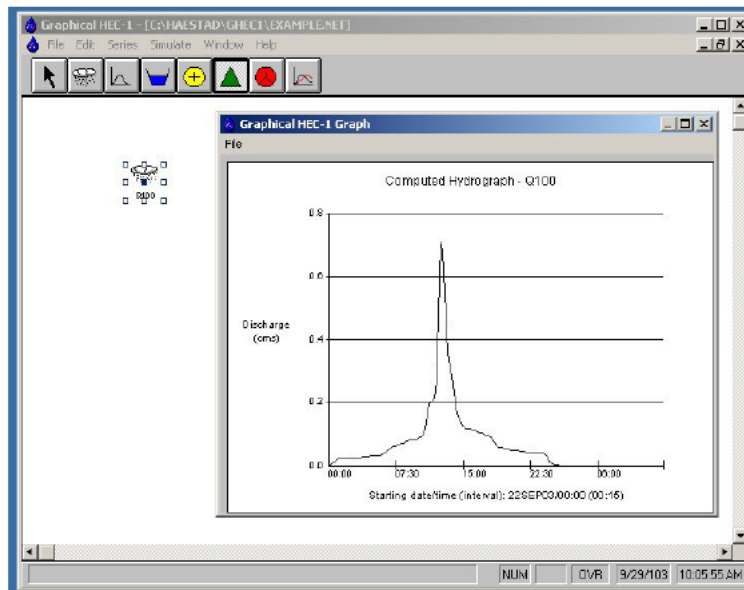 Graphical HEC-1 - [C:\HAESTAD\GHEC1\EXAMPLE.NET]
File Edit Series Simulate Window Help
Graphical HEC-1 Graph
File
Computed Hydrograph - Q100
0.8
0.6
Discharge
(cms)
0.4
0.2
0.0
00:00 07:30 15:00 22:30 06:00
Starting date/time (interval): 22SEP03/00:00 (00:15)
NUM OVR 9/29/103 10:05:55 AM